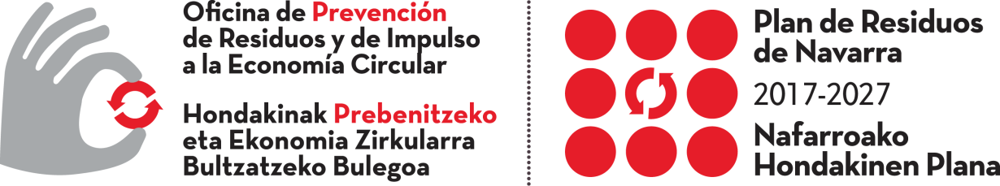 Oficina de Prevención
de Residuos y de Impulso
a la Economía Circular
Hondakinak Prebenitzeko
eta Ekonomia Zirkularra
Bultzatzeko Bulegoa
Plan de Residuos
de Navarra
2017-2027
Nafarroako
Hondakinen Plana